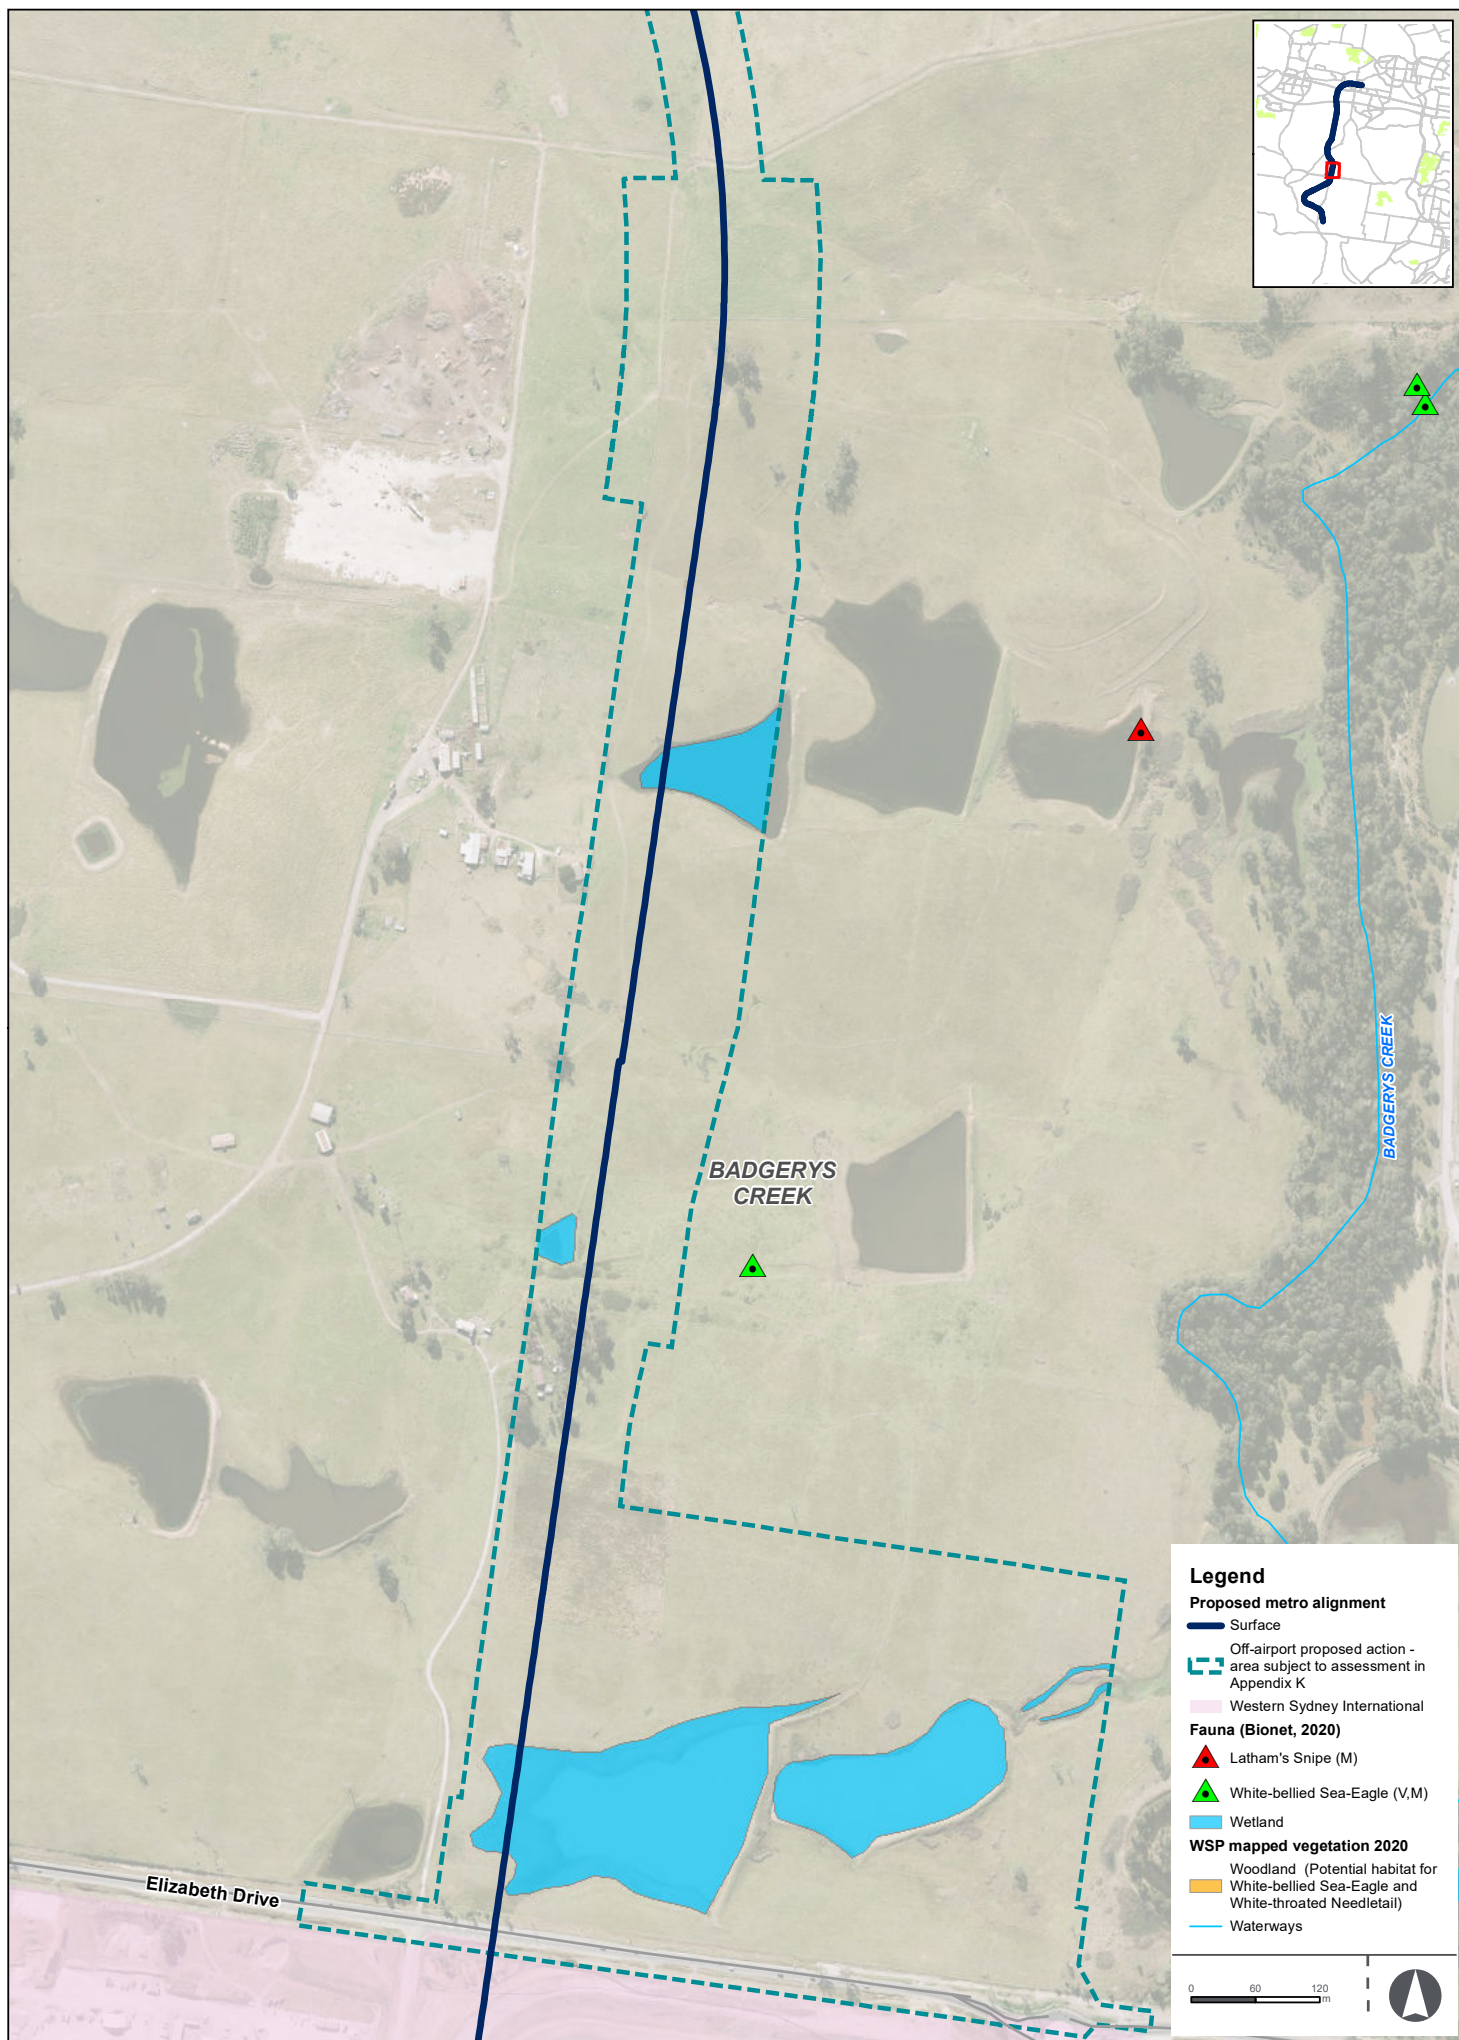 BADGERYS CREEK
BADGERYS
CREEK
Elizabeth Drive
Legend
Proposed metro alignment
Surface
Off-airport proposed action -
area subject to assessment in
Appendix K
Western Sydney International
Fauna (Bionet, 2020)
Latham's Snipe (M)
White-bellied Sea-Eagle (V,M)
Wetland
WSP mapped vegetation 2020
Woodland (Potential habitat for
White-bellied Sea-Eagle and
White-throated Needletail)
Waterways
0 60 120
m